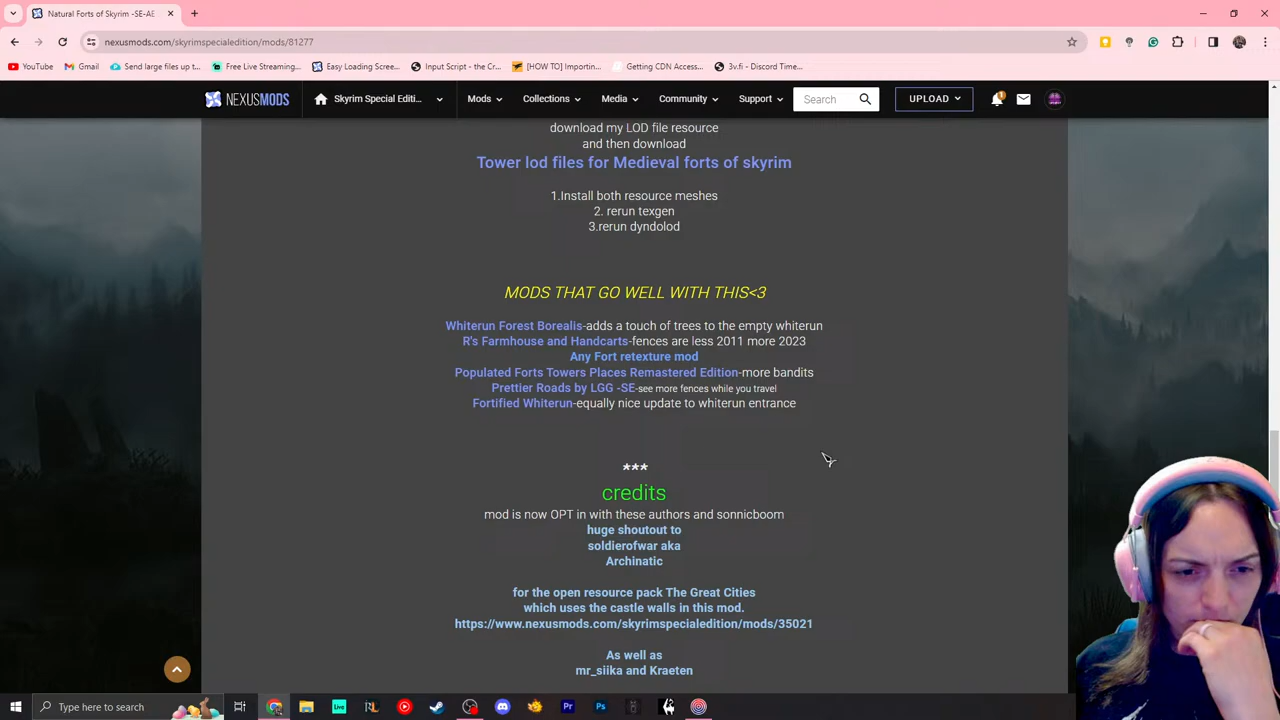 Natural Forts of Skyrim -SE-AE
nexusmods.com/skyrimspecialedition/mods/81277
YouTube
Gmail
Send large files up t...
Free Live Streaming...
Easy Loading Scree...
Input Script - the Cr...
[HOW TO] Importin...
Getting CDN Access...
3v.fi - Discord Time...
NEXUSMODS
Skyrim Special Editi...
Mods
Collections
Media
Community
Support
Search
UPLOAD
1
download my LOD file resource
and then download
Tower lod files for Medieval forts of skyrim
1.Install both resource meshes
2. rerun texgen
3.rerun dyndolod
MODS THAT GO WELL WITH THIS<3
Whiterun Forest Borealis-adds a touch of trees to the empty whiterun
R's Farmhouse and Handcarts-fences are less 2011 more 2023
Any Fort retexture mod
Populated Forts Towers Places Remastered Edition-more bandits
Prettier Roads by LGG -SE-see more fences while you travel
Fortified Whiterun-equally nice update to whiterun entrance
***
credits
mod is now OPT in with these authors and sonnicboom
huge shoutout to
soldierofwar aka
Archinatic
for the open resource pack The Great Cities
which uses the castle walls in this mod.
https://www.nexusmods.com/skyrimspecialedition/mods/35021
As well as
mr_siika and Kraeten
Type here to search
Live
Pr
Ps